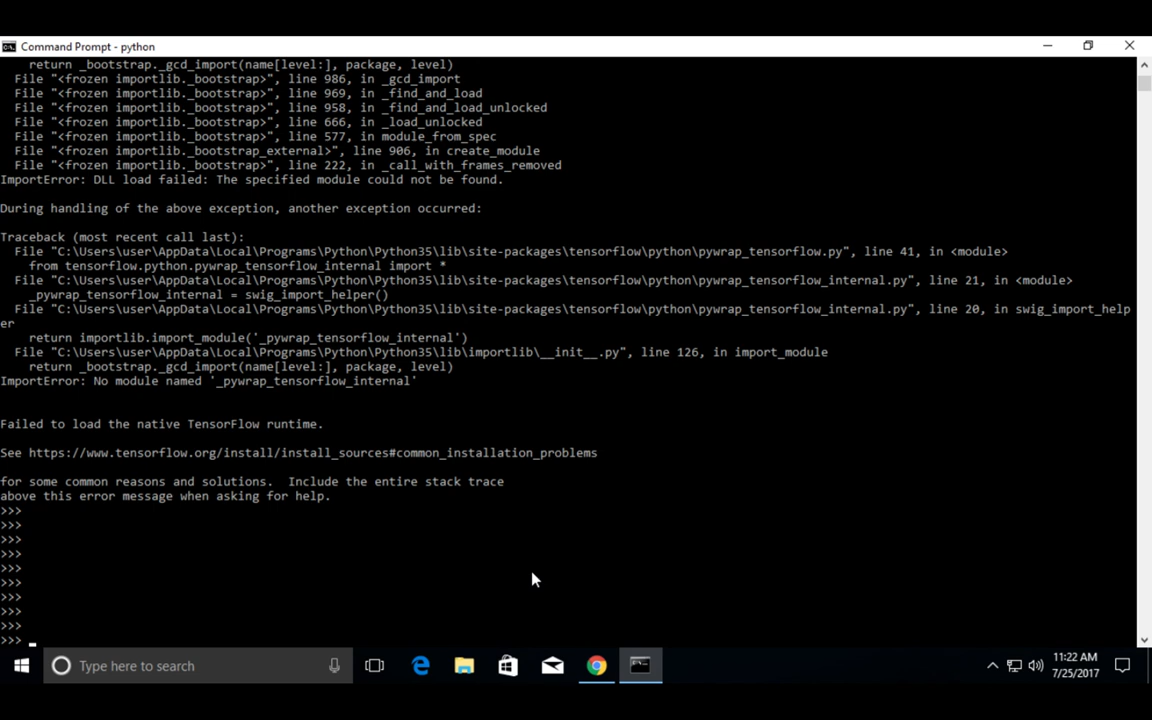 Command Prompt - python
return _bootstrap._gcd_import(name[level:], package, level)
File "<frozen importlib._bootstrap>", line 986, in _gcd_import
File "<frozen importlib._bootstrap>", line 969, in _find_and_load
File "<frozen importlib._bootstrap>", line 958, in _find_and_load_unlocked
File "<frozen importlib._bootstrap>", line 666, in _load_unlocked
File "<frozen importlib._bootstrap>", line 577, in module_from_spec
File "<frozen importlib._bootstrap_external>", line 906, in create_module
File "<frozen importlib._bootstrap>", line 222, in _call_with_frames_removed
ImportError: DLL load failed: The specified module could not be found.
During handling of the above exception, another exception occurred:
Traceback (most recent call last):
File "C:\Users\user\AppData\Local\Programs\Python\Python35\lib\site-packages\tensorflow\python\pywrap_tensorflow.py", line 41, in <module>
from tensorflow.python.pywrap_tensorflow_internal import *
File "C:\Users\user\AppData\Local\Programs\Python\Python35\lib\site-packages\tensorflow\python\pywrap_tensorflow_internal.py", line 21, in <module>
_pywrap_tensorflow_internal = swig_import_helper()
File "C:\Users\user\AppData\Local\Programs\Python\Python35\lib\site-packages\tensorflow\python\pywrap_tensorflow_internal.py", line 20, in swig_import_help
er
return importlib.import_module('_pywrap_tensorflow_internal')
File "C:\Users\user\AppData\Local\Programs\Python\Python35\lib\importlib\__init__.py", line 126, in import_module
return _bootstrap._gcd_import(name[level:], package, level)
ImportError: No module named '_pywrap_tensorflow_internal'
Failed to load the native TensorFlow runtime.
See https://www.tensorflow.org/install/install_sources#common_installation_problems
for some common reasons and solutions.  Include the entire stack trace
above this error message when asking for help.
>>>
>>>
>>>
>>>
>>>
>>>
>>>
>>>
>>>
>>> _
Type here to search
11:22 AM
7/25/2017